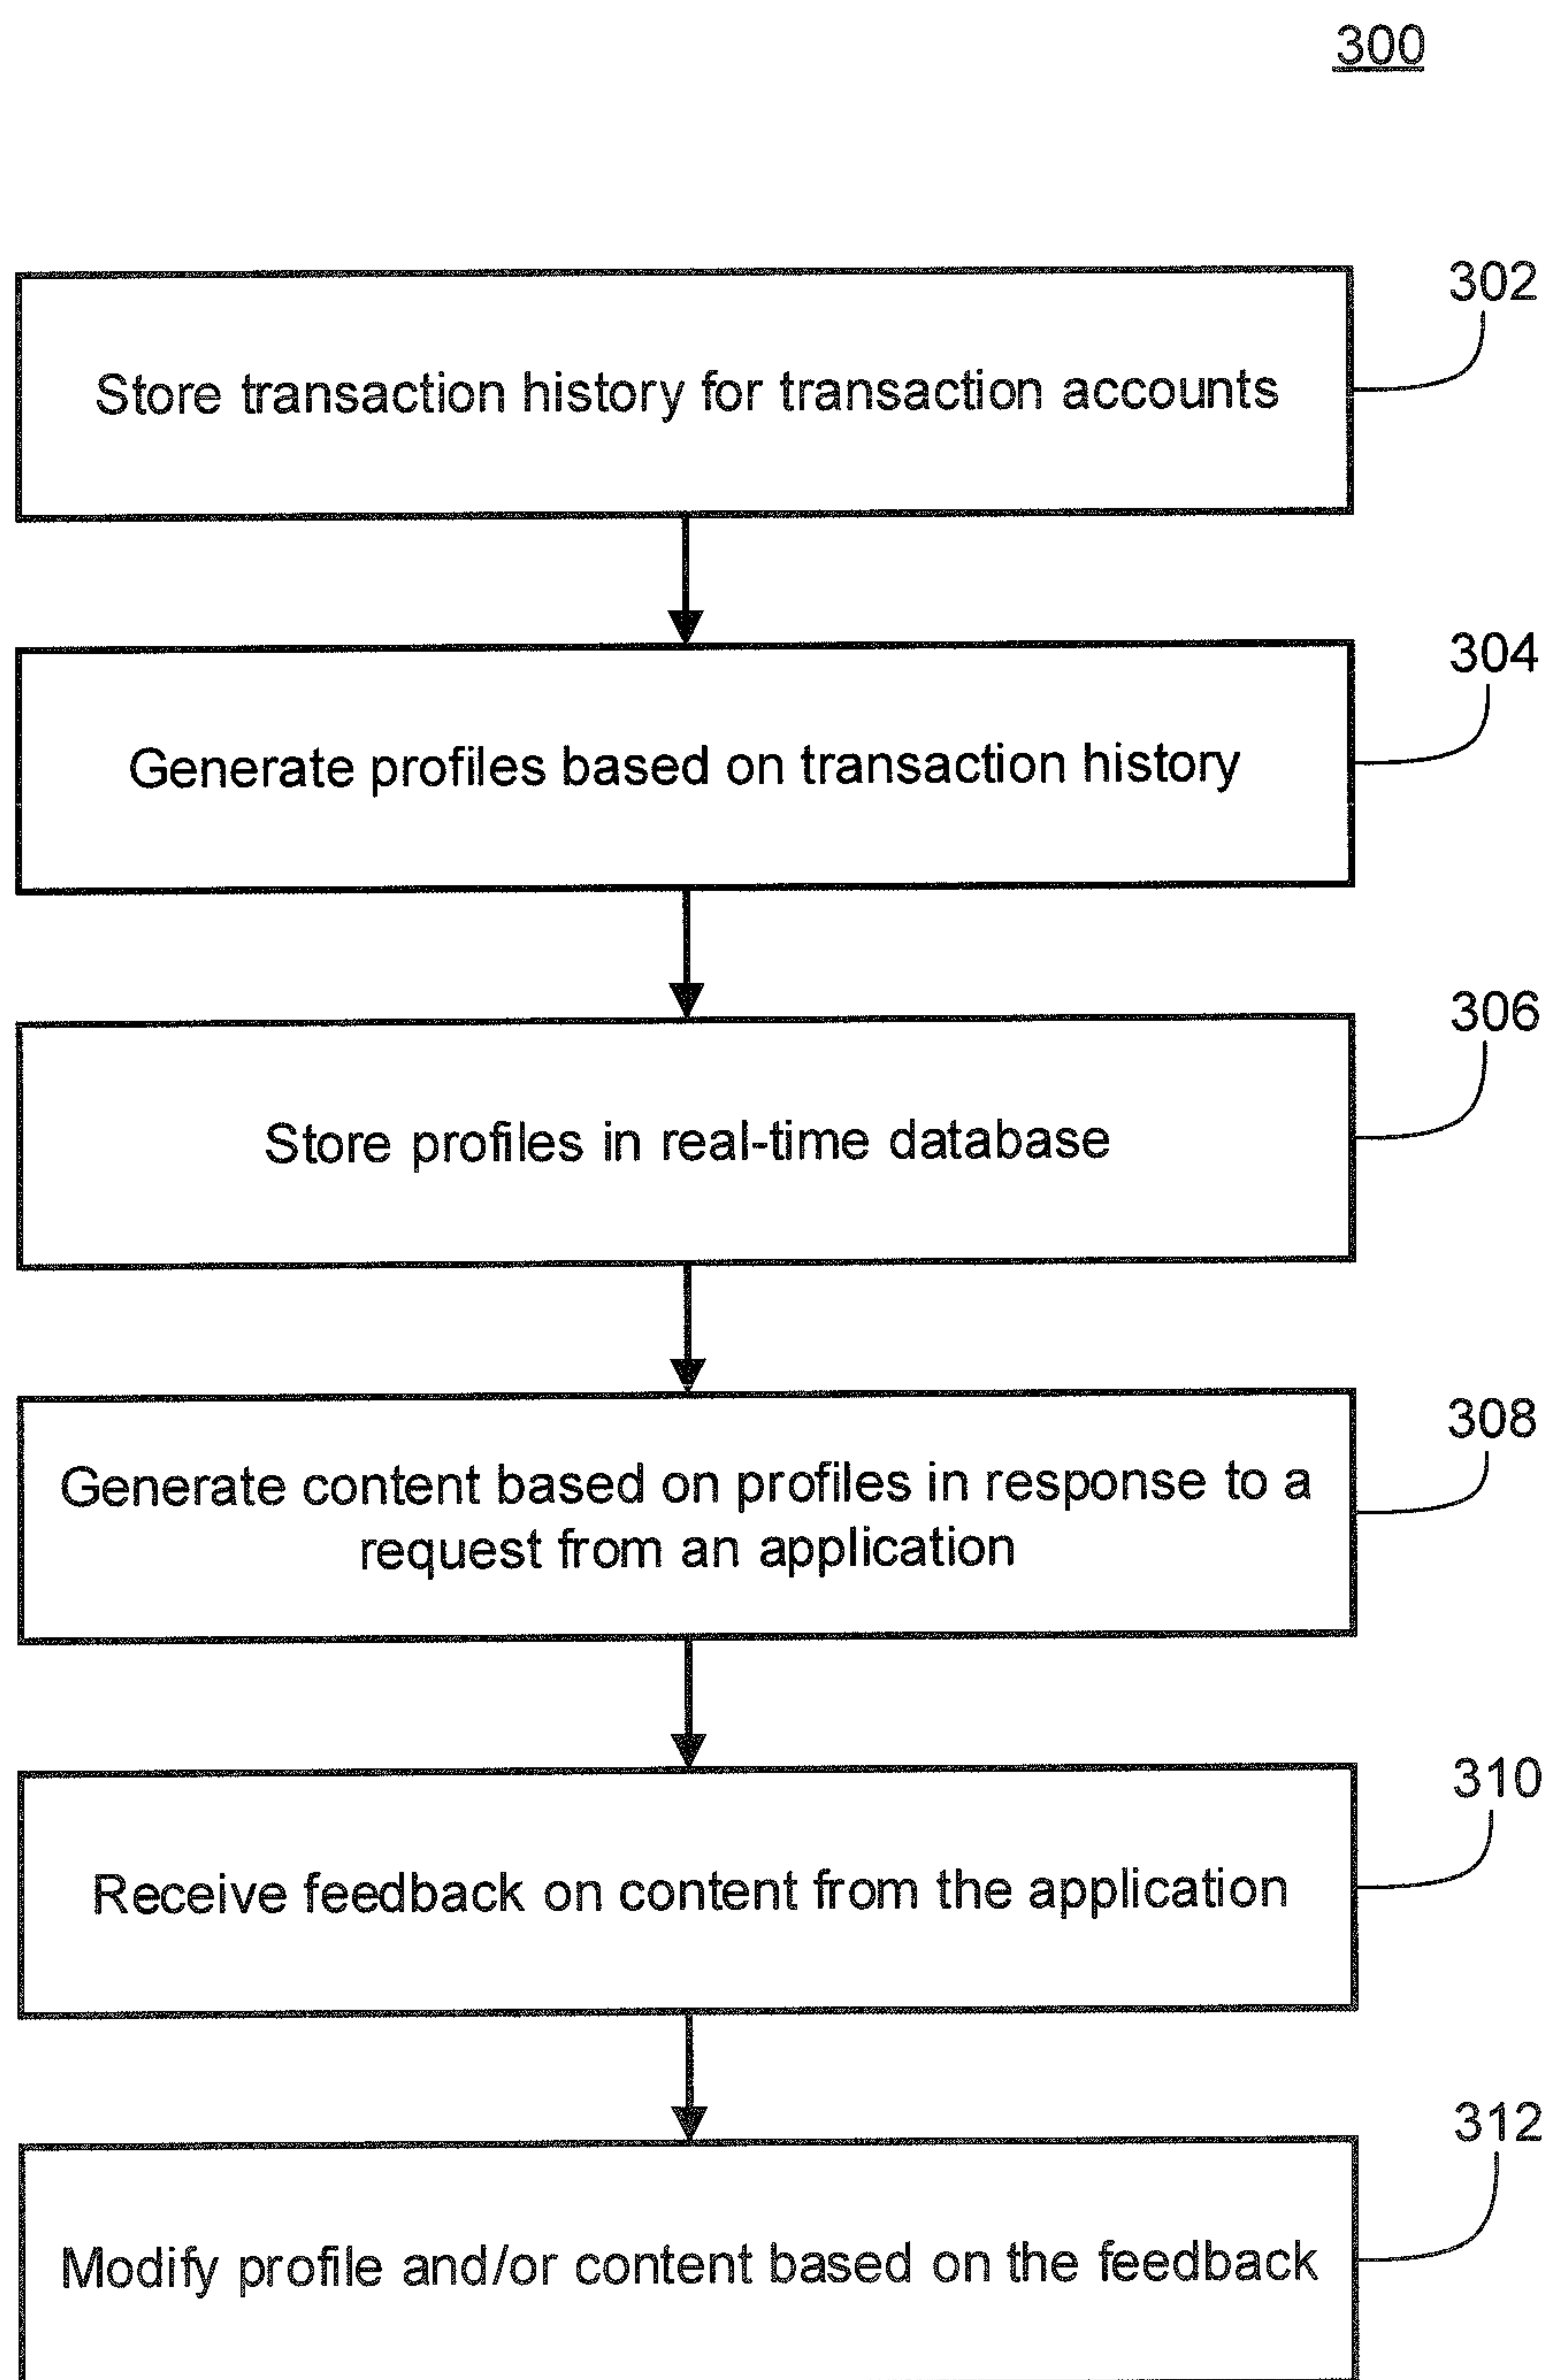 300
302
Store transaction history for transaction accounts
304
Generate profiles based on transaction history
306
Store profiles in real-time database
308
Generate content based on profiles in response to a
request from an application
310
Receive feedback on content from the application
312
Modify profile and/or content based on the feedback